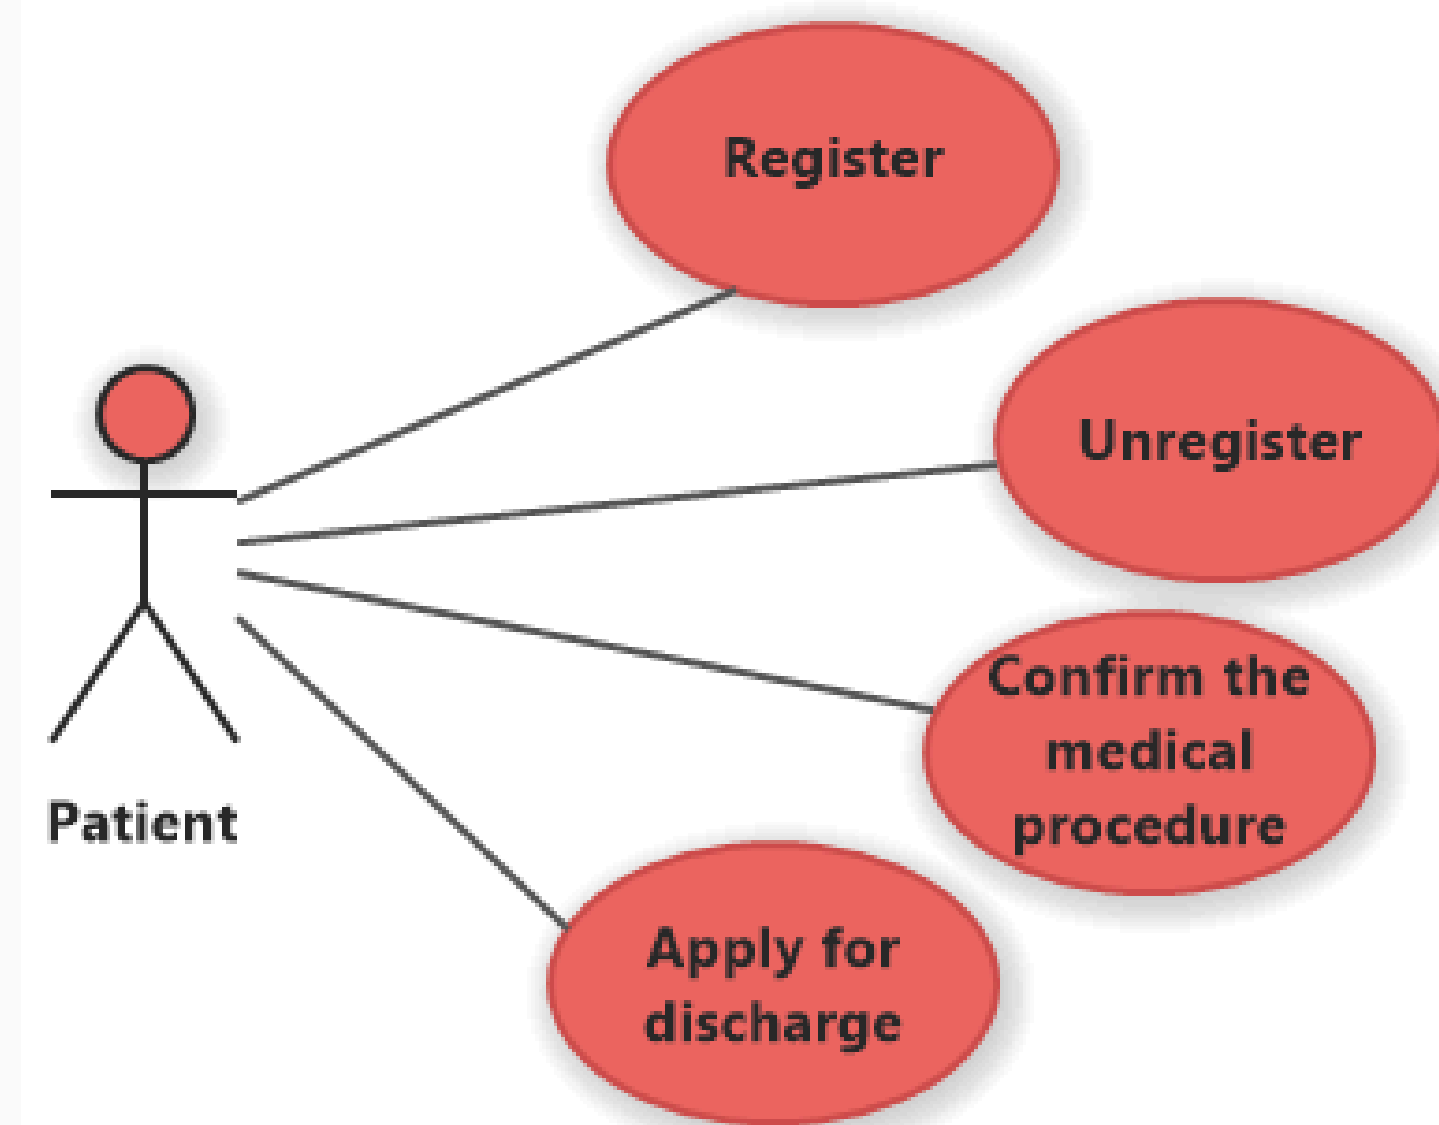 Register
Unregister
Confirm the
medical
procedure
Patient
Apply for
discharge